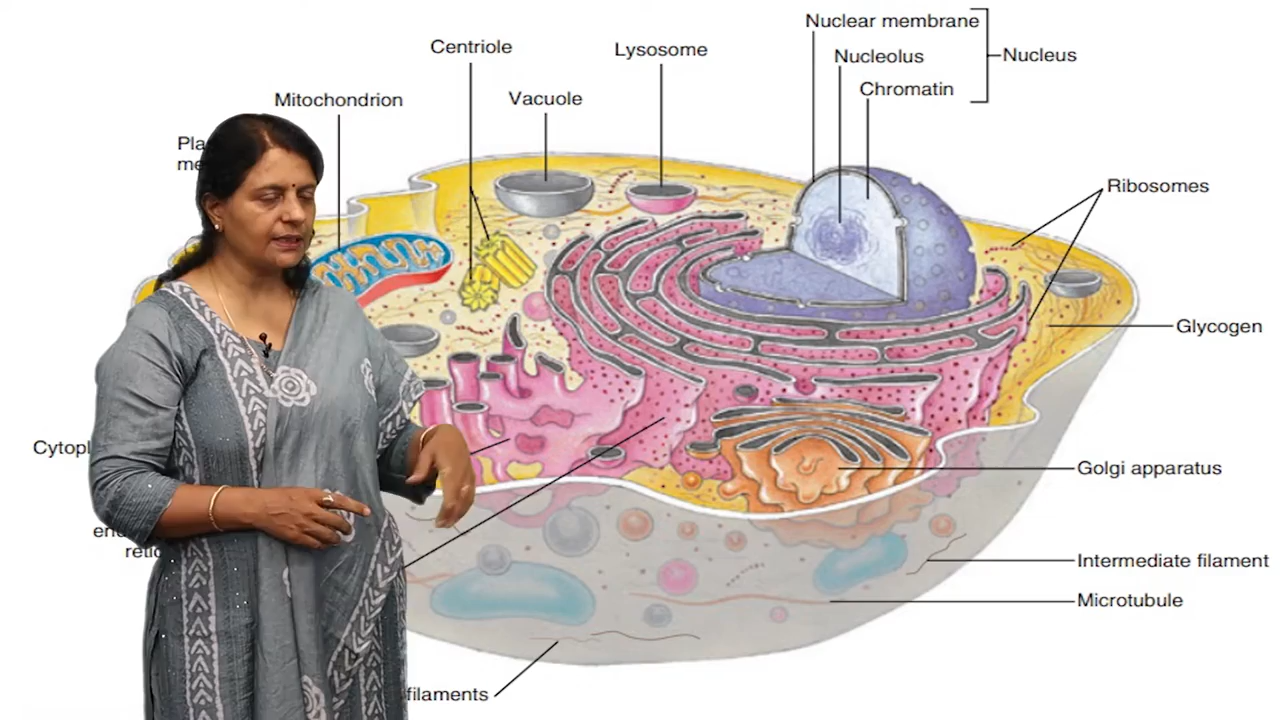 Nuclear membrane
Centriole
Lysosome
Nucleolus
Nucleus
Chromatin
Mitochondrion
Vacuole
Ribosomes
Glycogen
Golgi apparatus
Intermediate filament
Microtubule
filaments